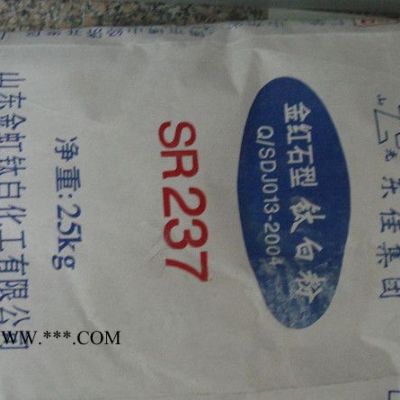 东佳集团
金红石型 钛白粉
Q/SDJ013-2004
SR237
净重:25kg
山东金虹钛白化工有限公司
WW.***.COM